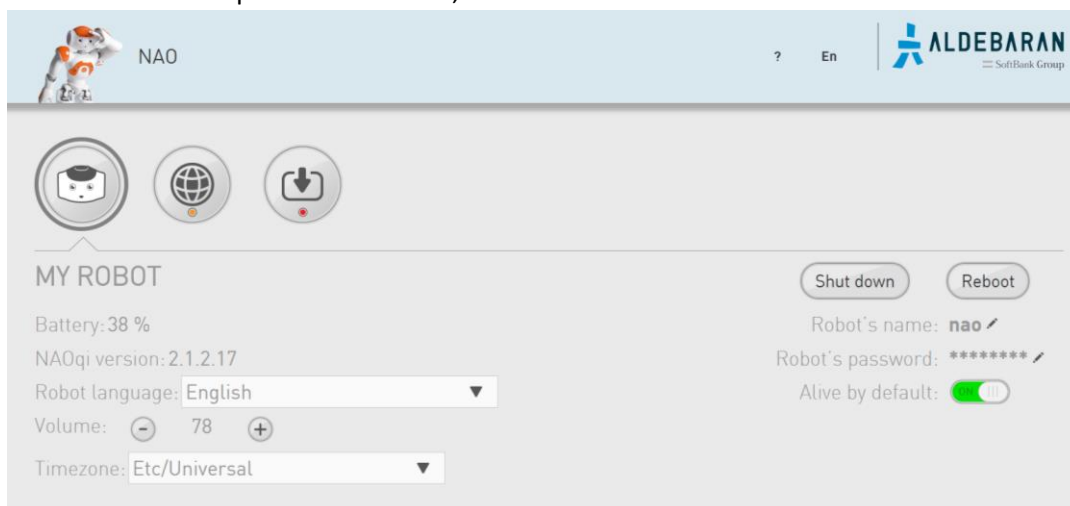 NAO ? En ALDEBARAN
SoftBank Group
MY ROBOT Shut down Reboot
Battery: 38 % Robot's name: nao
NAOqi version: 2.1.2.17 Robot's password: ********
Robot language: English Alive by default: ON
Volume: - 78 +
Timezone: Etc/Universal